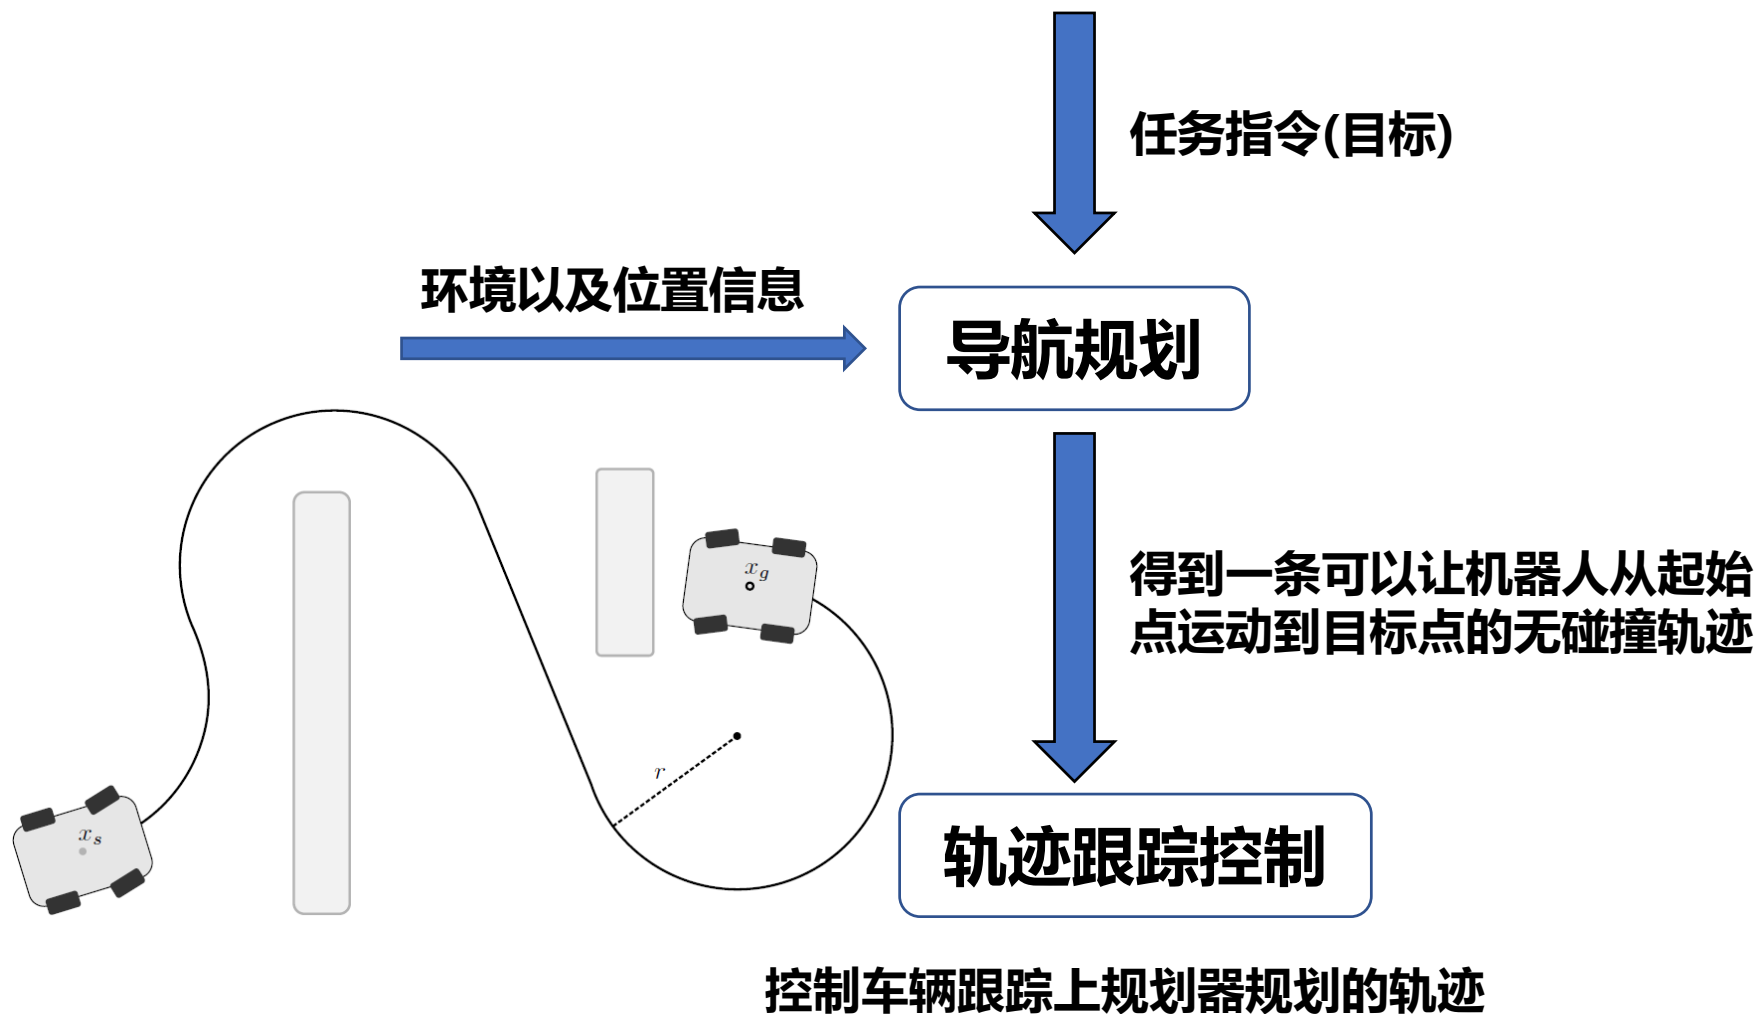 任务指令(目标)
环境以及位置信息
导航规划
得到一条可以让机器人从起始
点运动到目标点的无碰撞轨迹
x_g
r
x_s
轨迹跟踪控制
控制车辆跟踪上规划器规划的轨迹